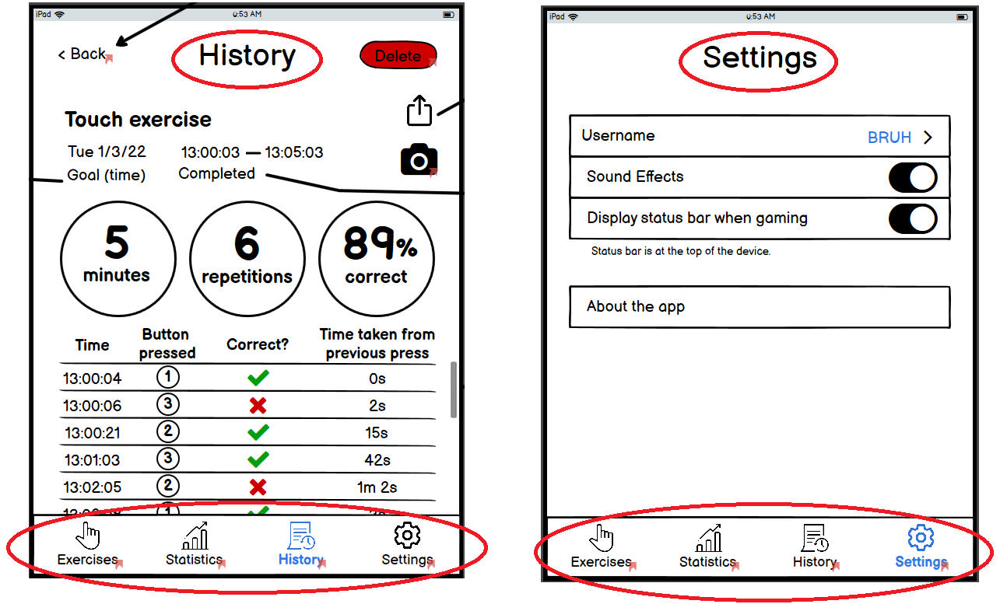 iPad 0:53 AM
< Back History Delete
Touch exercise
Tue 1/3/22 13:00:03 — 13:05:03
Goal (time) Completed
5 minutes
6 repetitions
89% correct
Time Button pressed Correct? Time taken from previous press
13:00:04 1 ✔ 0s
13:00:06 3 ✖ 2s
13:00:21 2 ✔ 15s
13:01:03 3 ✔ 42s
13:02:05 2 ✖ 1m 2s
Exercises Statistics History Settings
iPad 0:53 AM
Settings
Username BRUH >
Sound Effects
Display status bar when gaming
Status bar is at the top of the device.
About the app
Exercises Statistics History Settings